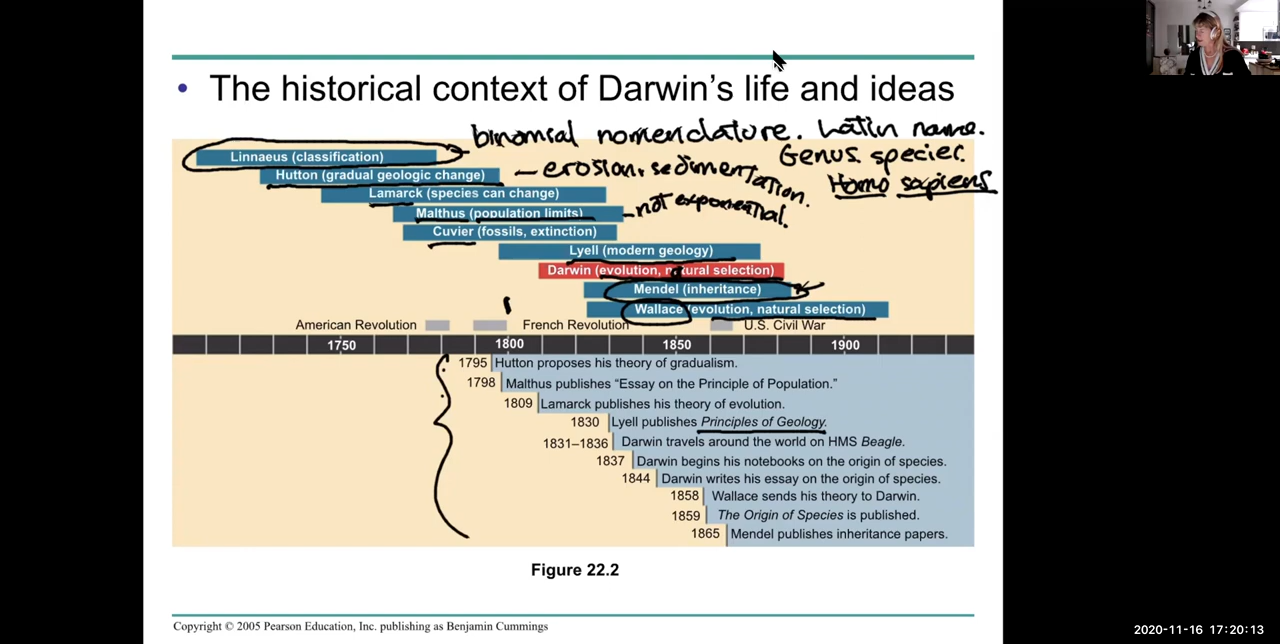 • The historical context of Darwin's life and ideas
binomial nomenclature. Latin name.
Genus species.
Homo sapiens
Linnaeus (classification)
Hutton (gradual geologic change)
– erosion, sedimentation.
Lamarck (species can change)
Malthus (population limits)
– not exponential.
Cuvier (fossils, extinction)
Lyell (modern geology)
Darwin (evolution, natural selection)
Mendel (inheritance)
Wallace (evolution, natural selection)
American Revolution French Revolution U.S. Civil War
1750 1800 1850 1900
1795 Hutton proposes his theory of gradualism.
1798 Malthus publishes “Essay on the Principle of Population.”
1809 Lamarck publishes his theory of evolution.
1830 Lyell publishes Principles of Geology.
1831–1836 Darwin travels around the world on HMS Beagle.
1837 Darwin begins his notebooks on the origin of species.
1844 Darwin writes his essay on the origin of species.
1858 Wallace sends his theory to Darwin.
1859 The Origin of Species is published.
1865 Mendel publishes inheritance papers.
Figure 22.2
Copyright © 2005 Pearson Education, Inc. publishing as Benjamin Cummings
2020-11-16 17:20:13